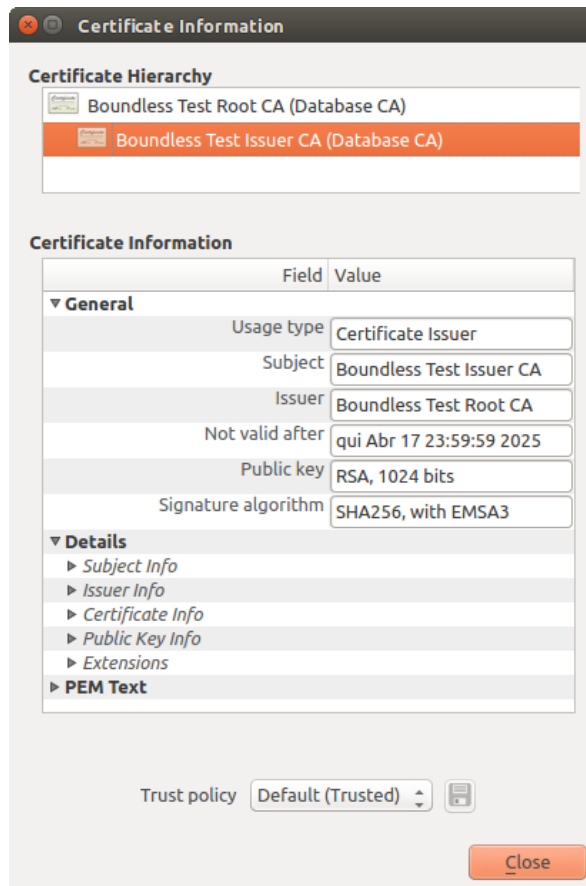 Certificate Information
Certificate Hierarchy
Boundless Test Root CA (Database CA)
Boundless Test Issuer CA (Database CA)
Certificate Information
Field Value
General
Usage type Certificate Issuer
Subject Boundless Test Issuer CA
Issuer Boundless Test Root CA
Not valid after qui Abr 17 23:59:59 2025
Public key RSA, 1024 bits
Signature algorithm SHA256, with EMSA3
Details
Subject Info
Issuer Info
Certificate Info
Public Key Info
Extensions
PEM Text
Trust policy Default (Trusted)
Close